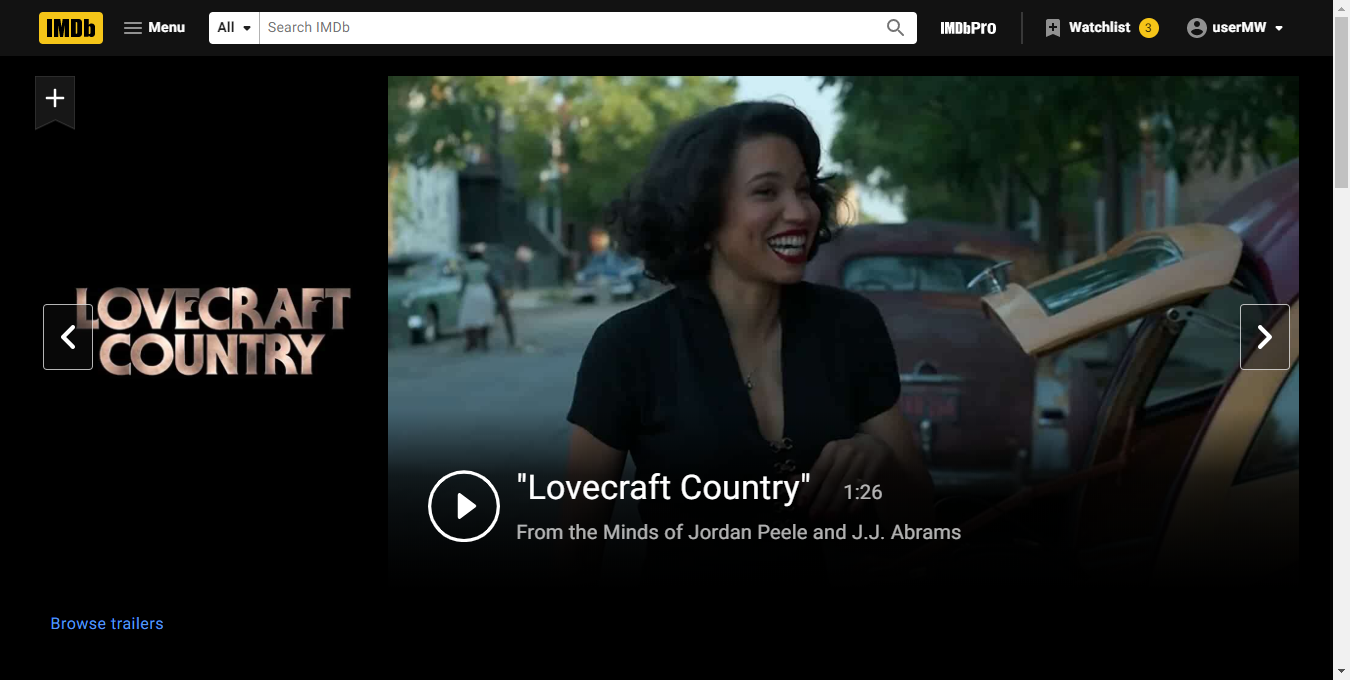 IMDb Menu All Search IMDb IMDbPro Watchlist 3 userMW
LOVECRAFT
COUNTRY
"Lovecraft Country" 1:26
From the Minds of Jordan Peele and J.J. Abrams
Browse trailers